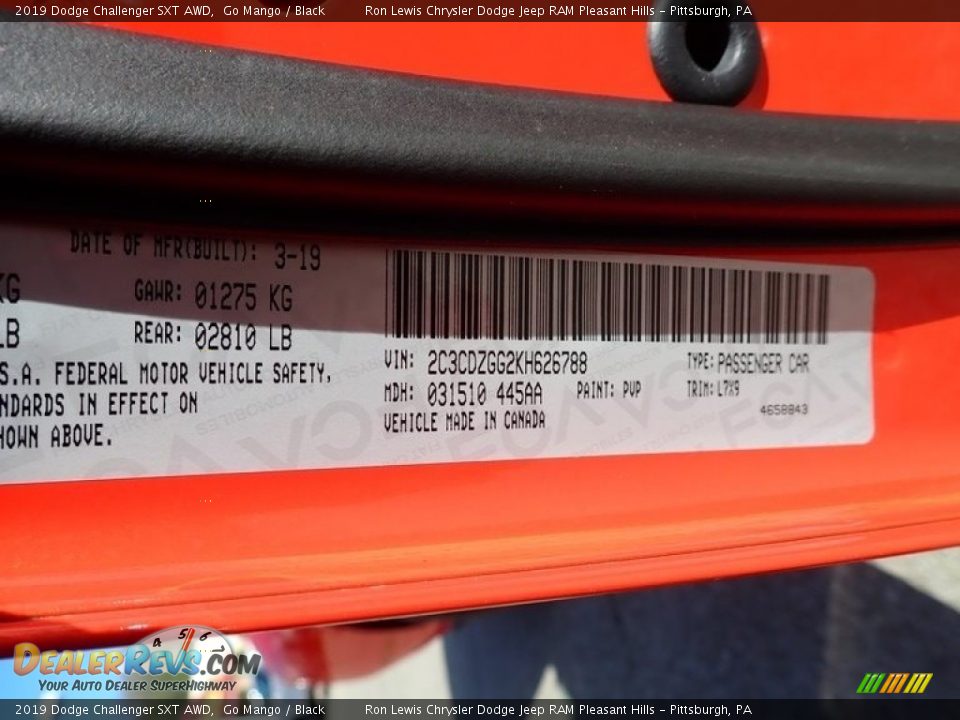 2019 Dodge Challenger SXT AWD,  Go Mango / Black          Ron Lewis Chrysler Dodge Jeep RAM Pleasant Hills - Pittsburgh, PA
DATE OF MFR(BUILT): 3-19
KG GAWR: 01275 KG
LB REAR: 02810 LB
S.A. FEDERAL MOTOR VEHICLE SAFETY,
NDARDS IN EFFECT ON
HOWN ABOVE.
VIN: 2C3CDZGG2KH626788 TYPE: PASSENGER CAR
MDH: 031510 445AA PAINT: PVP TRIM: L7X9
VEHICLE MADE IN CANADA
4658843
4 5 6
DEALERREVS.COM
YOUR AUTO DEALER SUPERHIGHWAY
2019 Dodge Challenger SXT AWD,  Go Mango / Black          Ron Lewis Chrysler Dodge Jeep RAM Pleasant Hills - Pittsburgh, PA